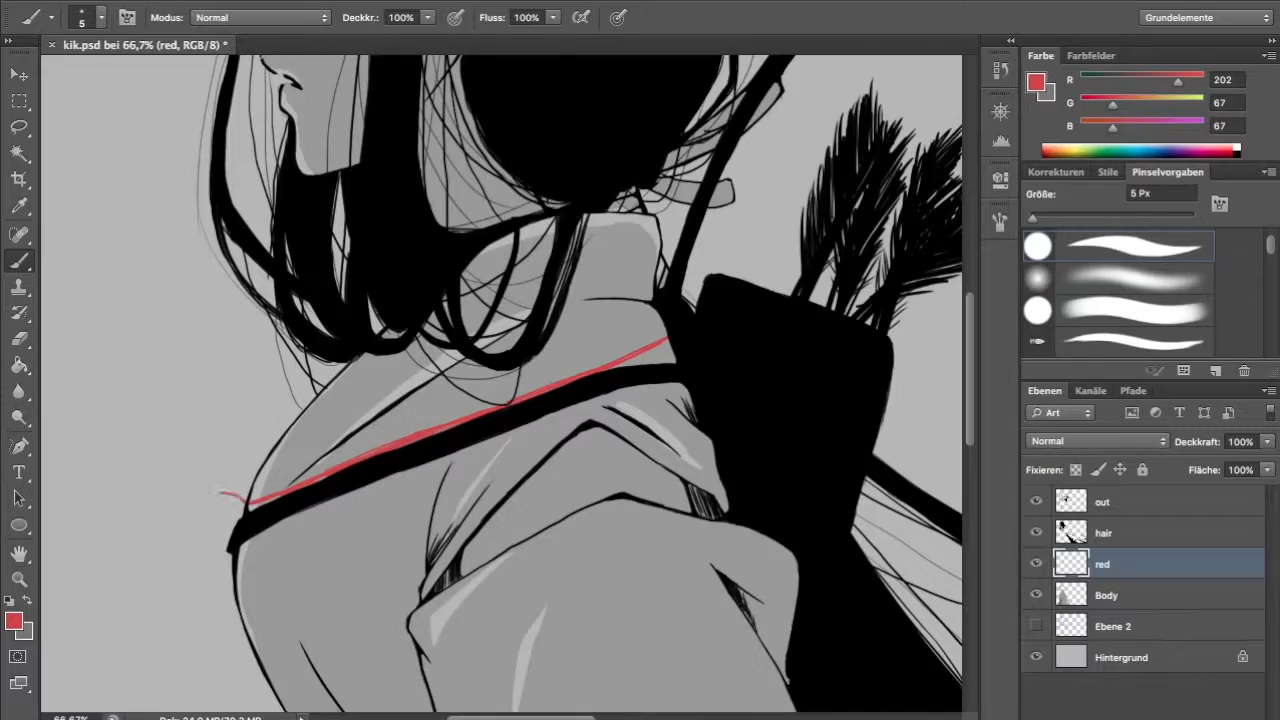 5
Modus:
Normal
Deckkr.:
100%
Fluss:
100%
Grundelemente
kik.psd bei 66,7% (red, RGB/8) *
Farbe
Farbfelder
R
202
G
67
B
67
Korrekturen
Stile
Pinselvorgaben
Größe:
5 Px
Ebenen
Kanäle
Pfade
Art
Normal
Deckkraft:
100%
Fixieren:
Fläche:
100%
out
hair
red
Body
Ebene 2
Hintergrund